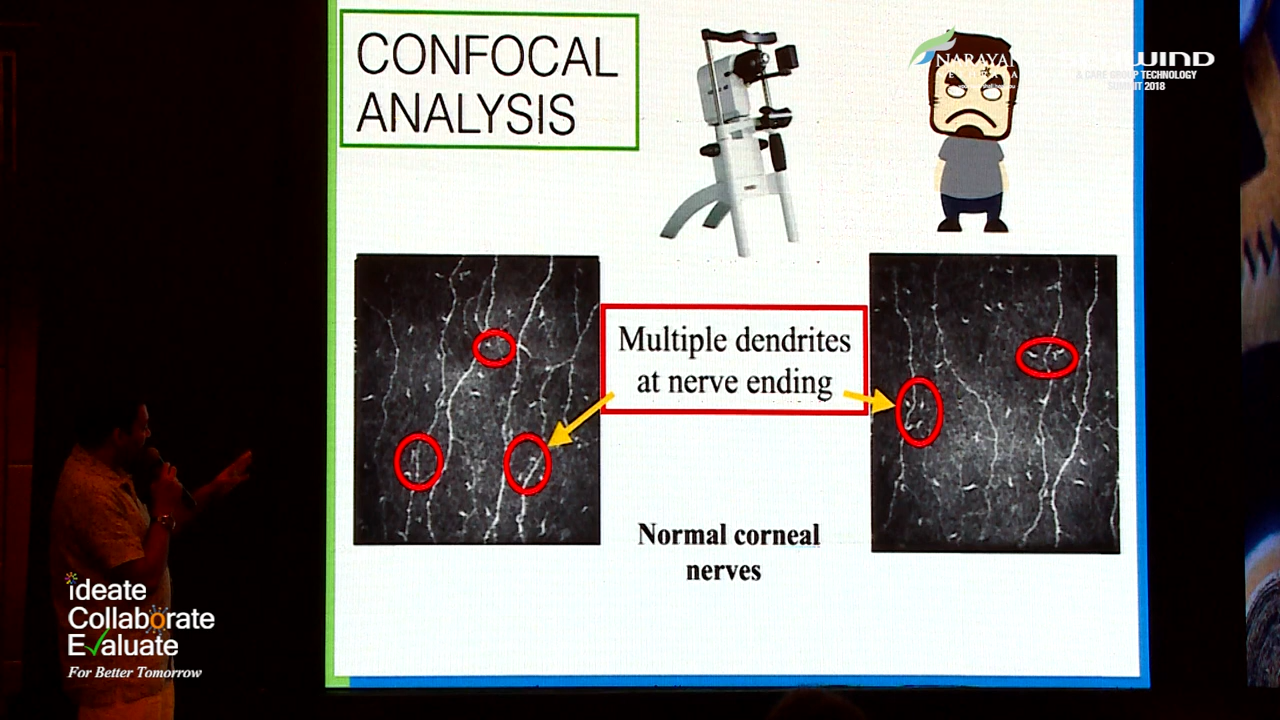 CONFOCAL
ANALYSIS
NARAYAN
WIND
& CARE GROUP TECHNOLOGY
SUMMIT 2018
Multiple dendrites
at nerve ending
Normal corneal
nerves
ideate
Collaborate
Evaluate
For Better Tomorrow